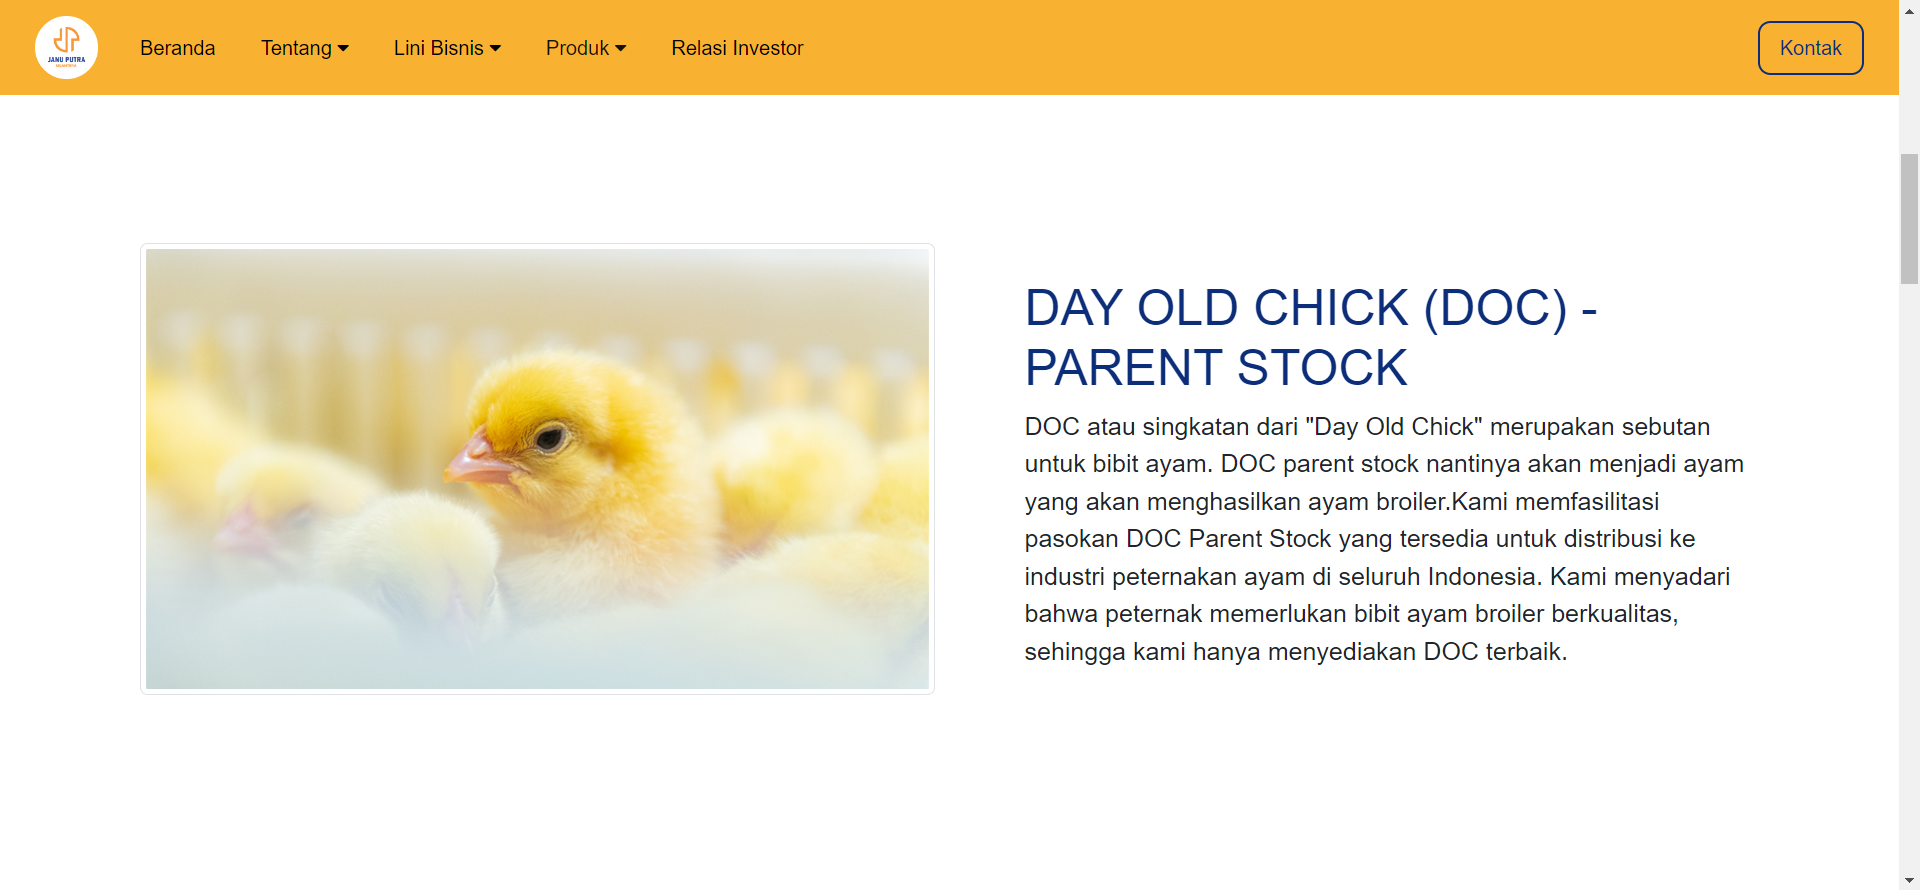 JANU PUTRA
Beranda
Tentang
Lini Bisnis
Produk
Relasi Investor
Kontak
DAY OLD CHICK (DOC) -
PARENT STOCK
DOC atau singkatan dari "Day Old Chick" merupakan sebutan
untuk bibit ayam. DOC parent stock nantinya akan menjadi ayam
yang akan menghasilkan ayam broiler.Kami memfasilitasi
pasokan DOC Parent Stock yang tersedia untuk distribusi ke
industri peternakan ayam di seluruh Indonesia. Kami menyadari
bahwa peternak memerlukan bibit ayam broiler berkualitas,
sehingga kami hanya menyediakan DOC terbaik.